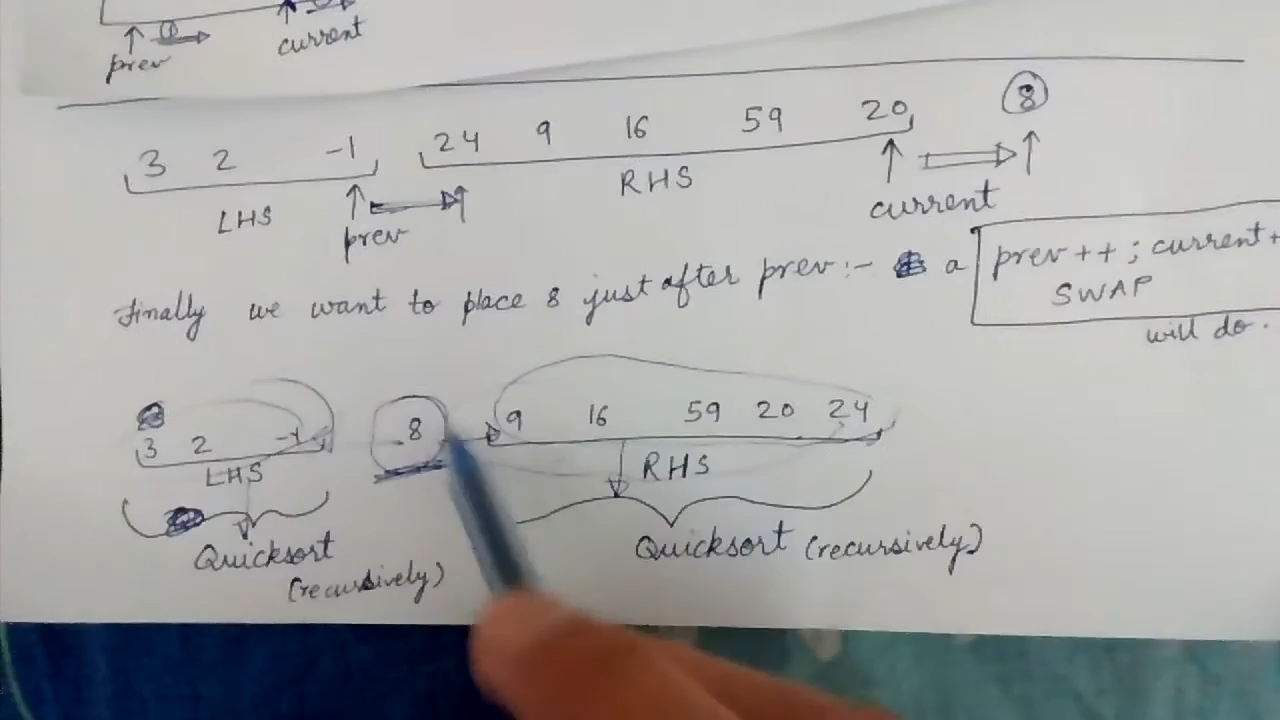 prev
current
3 2 -1 24 9 16 59 20 8
LHS
RHS
prev
current
Finally we want to place 8 just after prev :- a
prev ++ ; current+
SWAP
will do.
3 2 -1 8 9 16 59 20 24
LHS
RHS
Quicksort
(recursively)
Quicksort (recursively)